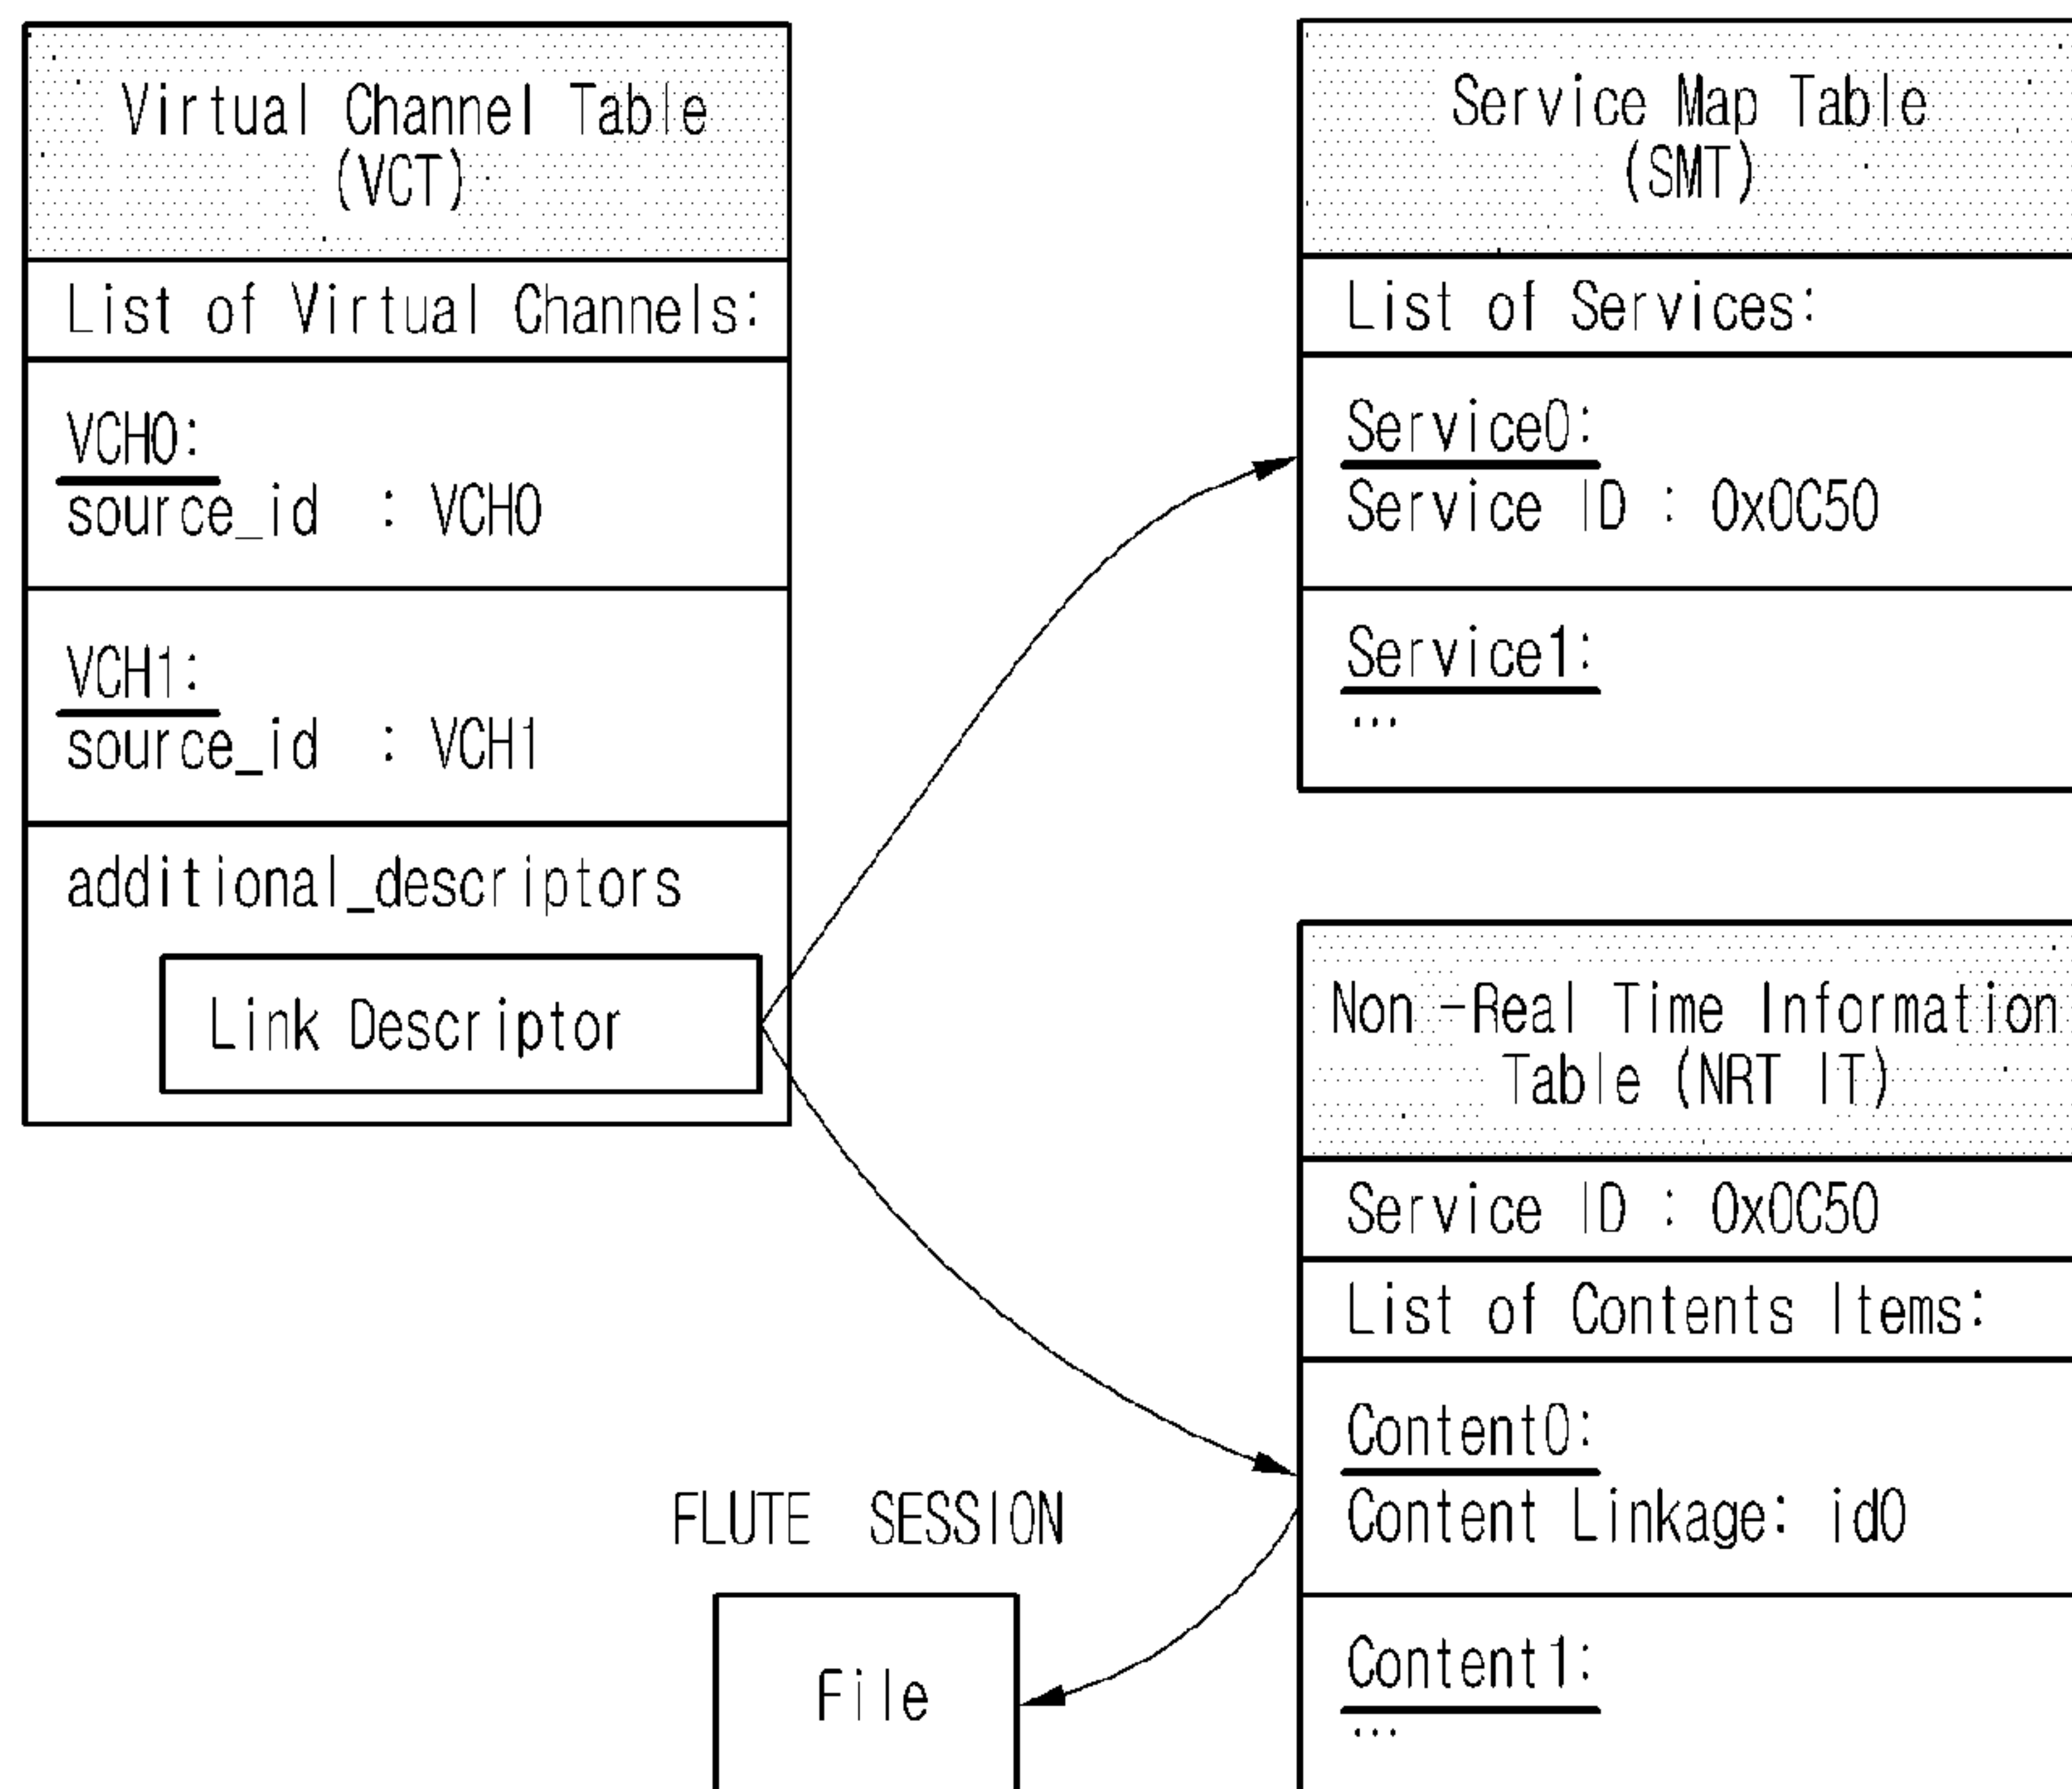 Virtual Channel Table
(VCT)
List of Virtual Channels:
VCH0:
source_id : VCH0
VCH1:
source_id : VCH1
additional_descriptors
Link Descriptor
Service Map Table
(SMT)
List of Services:
Service0:
Service ID : 0x0C50
Service1:
...
Non-Real Time Information
Table (NRT IT)
Service ID : 0x0C50
List of Contents Items:
Content0:
Content Linkage: id0
Content1:
...
FLUTE SESSION
File